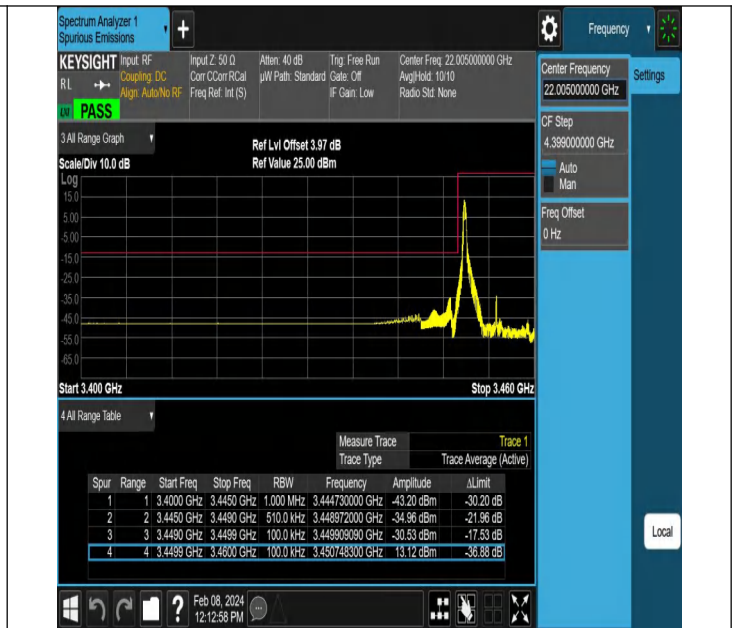 Spectrum Analyzer 1
Spurious Emissions
Frequency
KEYSIGHT
RL
Input: RF
Coupling: DC
Align: Auto/No RF
Input Z: 50 Ω
Corr CCorr RCal
Freq Ref: Int (S)
Atten: 40 dB
µW Path: Standard
Trig: Free Run
Gate: Off
IF Gain: Low
Center Freq: 22.005000000 GHz
Avg|Hold: 10/10
Radio Std: None
PASS
Center Frequency
22.005000000 GHz
Settings
CF Step
4.399000000 GHz
Auto
Man
Freq Offset
0 Hz
Local
3 All Range Graph
Scale/Div 10.0 dB
Ref Lvl Offset 3.97 dB
Ref Value 25.00 dBm
Log
15.0
5.00
-5.00
-15.0
-25.0
-35.0
-45.0
-55.0
-65.0
Start 3.400 GHz
Stop 3.460 GHz
4 All Range Table
Measure Trace Trace 1
Trace Type Trace Average (Active)
Spur Range Start Freq Stop Freq RBW Frequency Amplitude ΔLimit
1 1 3.4000 GHz 3.4450 GHz 1.000 MHz 3.444730000 GHz -43.20 dBm -30.20 dB
2 2 3.4450 GHz 3.4490 GHz 510.0 kHz 3.448972000 GHz -34.96 dBm -21.96 dB
3 3 3.4490 GHz 3.4499 GHz 100.0 kHz 3.449909090 GHz -30.53 dBm -17.53 dB
4 4 3.4499 GHz 3.4600 GHz 100.0 kHz 3.450748300 GHz 13.12 dBm -36.88 dB
?
Feb 08, 2024
12:12:58 PM